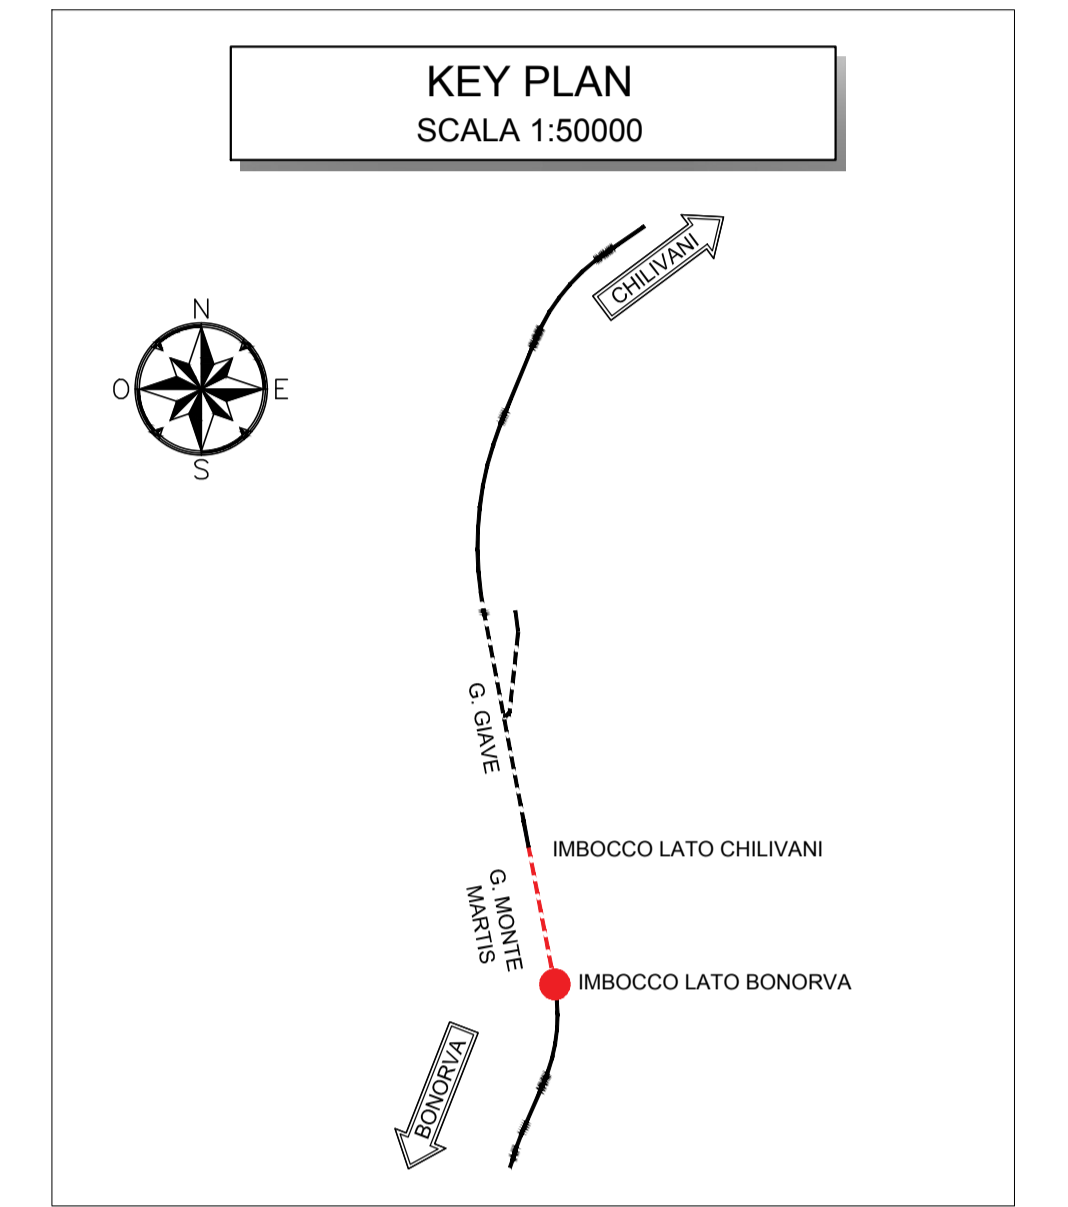 KEY PLAN
SCALA 1:50000
CHILIVANI
N
O
E
S
G. GIAVE
IMBOCCO LATO CHILIVANI
G. MONTE
MARTIS
IMBOCCO LATO BONORVA
BONORVA